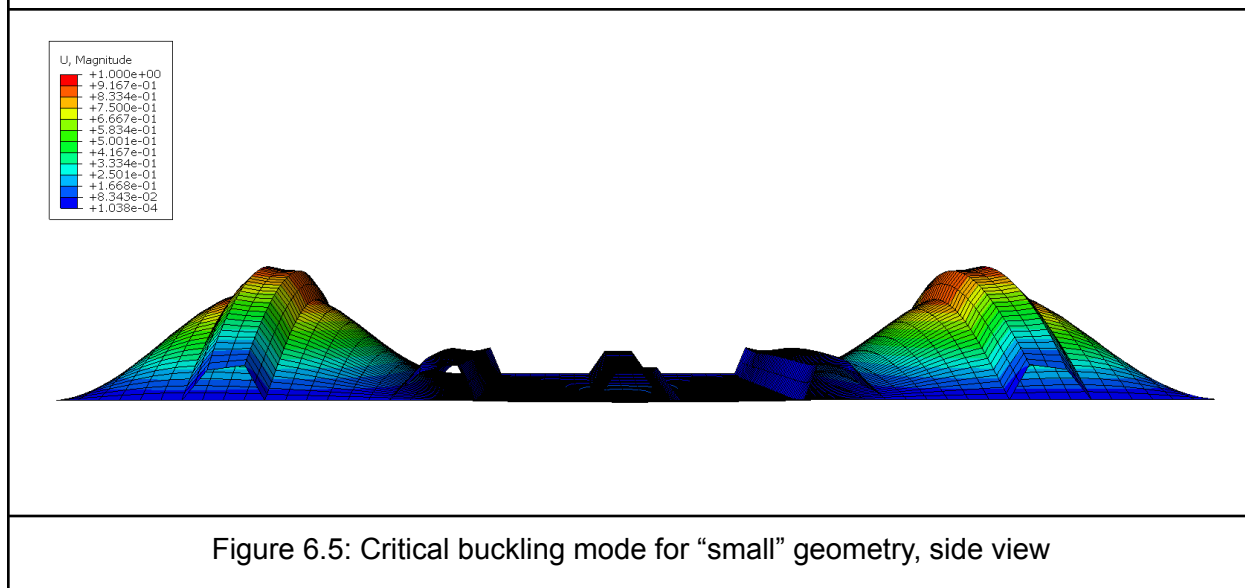 U, Magnitude
+1.000e+00
+9.167e-01
+8.334e-01
+7.500e-01
+6.667e-01
+5.834e-01
+5.001e-01
+4.167e-01
+3.334e-01
+2.501e-01
+1.668e-01
+8.343e-02
+1.038e-04
Figure 6.5: Critical buckling mode for “small” geometry, side view